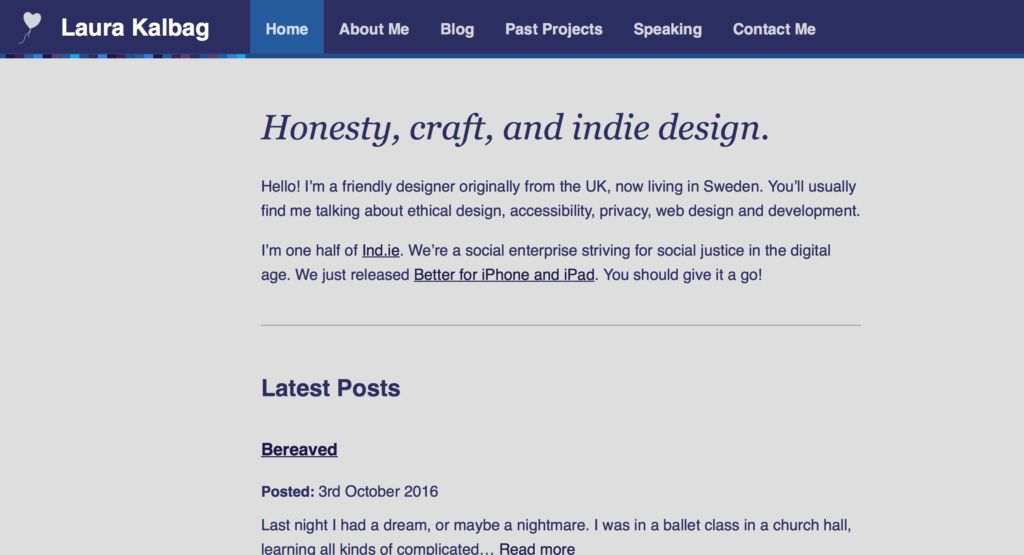 Laura Kalbag
Home About Me Blog Past Projects Speaking Contact Me
Honesty, craft, and indie design.
Hello! I’m a friendly designer originally from the UK, now living in Sweden. You’ll usually
find me talking about ethical design, accessibility, privacy, web design and development.
I’m one half of Ind.ie. We’re a social enterprise striving for social justice in the digital
age. We just released Better for iPhone and iPad. You should give it a go!
Latest Posts
Bereaved
Posted: 3rd October 2016
Last night I had a dream, or maybe a nightmare. I was in a ballet class in a church hall,
learning all kinds of complicated… Read more